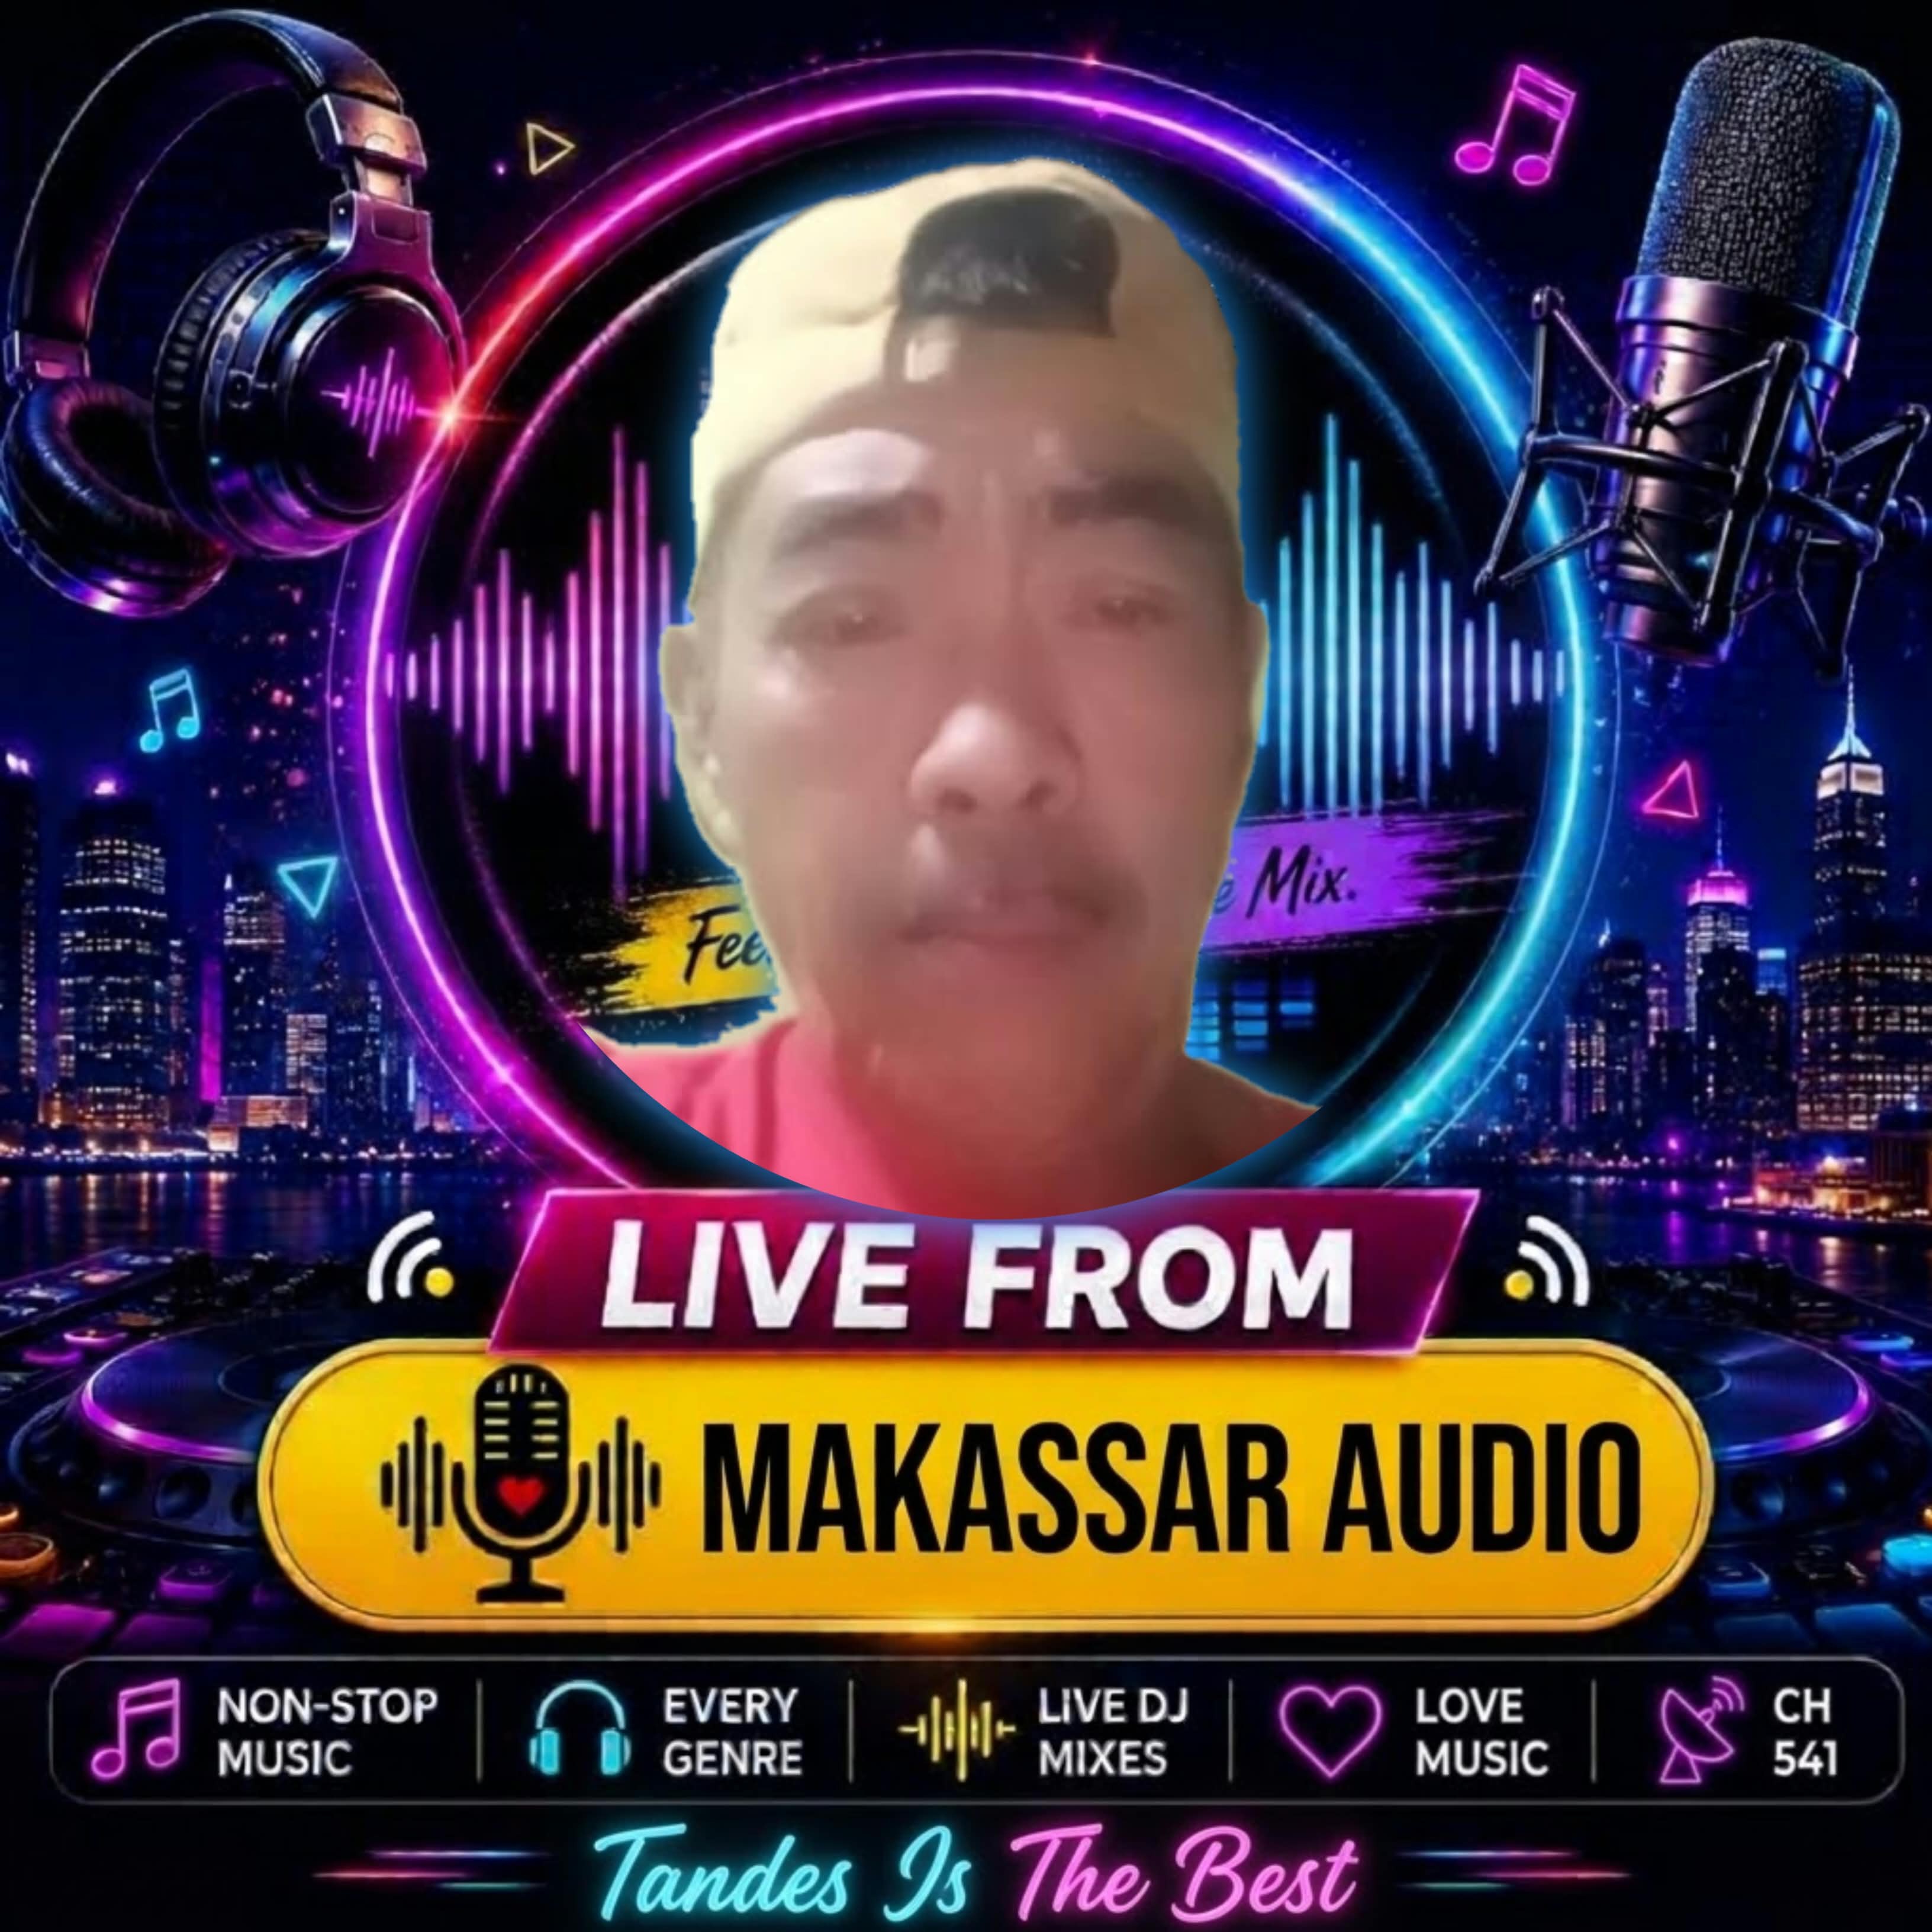 Mix.
LIVE FROM
MAKASSAR AUDIO
NON-STOP
MUSIC
EVERY
GENRE
LIVE DJ
MIXES
LOVE
MUSIC
CH
541
Tandes Is The Best